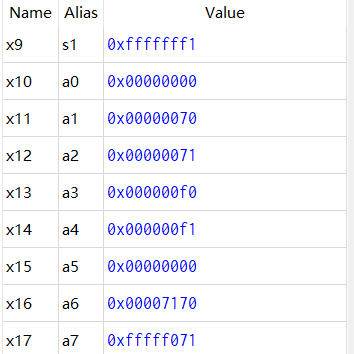 Name Alias Value
x9 s1 0xfffffff1
x10 a0 0x00000000
x11 a1 0x00000070
x12 a2 0x00000071
x13 a3 0x000000f0
x14 a4 0x000000f1
x15 a5 0x00000000
x16 a6 0x00007170
x17 a7 0xfffff071